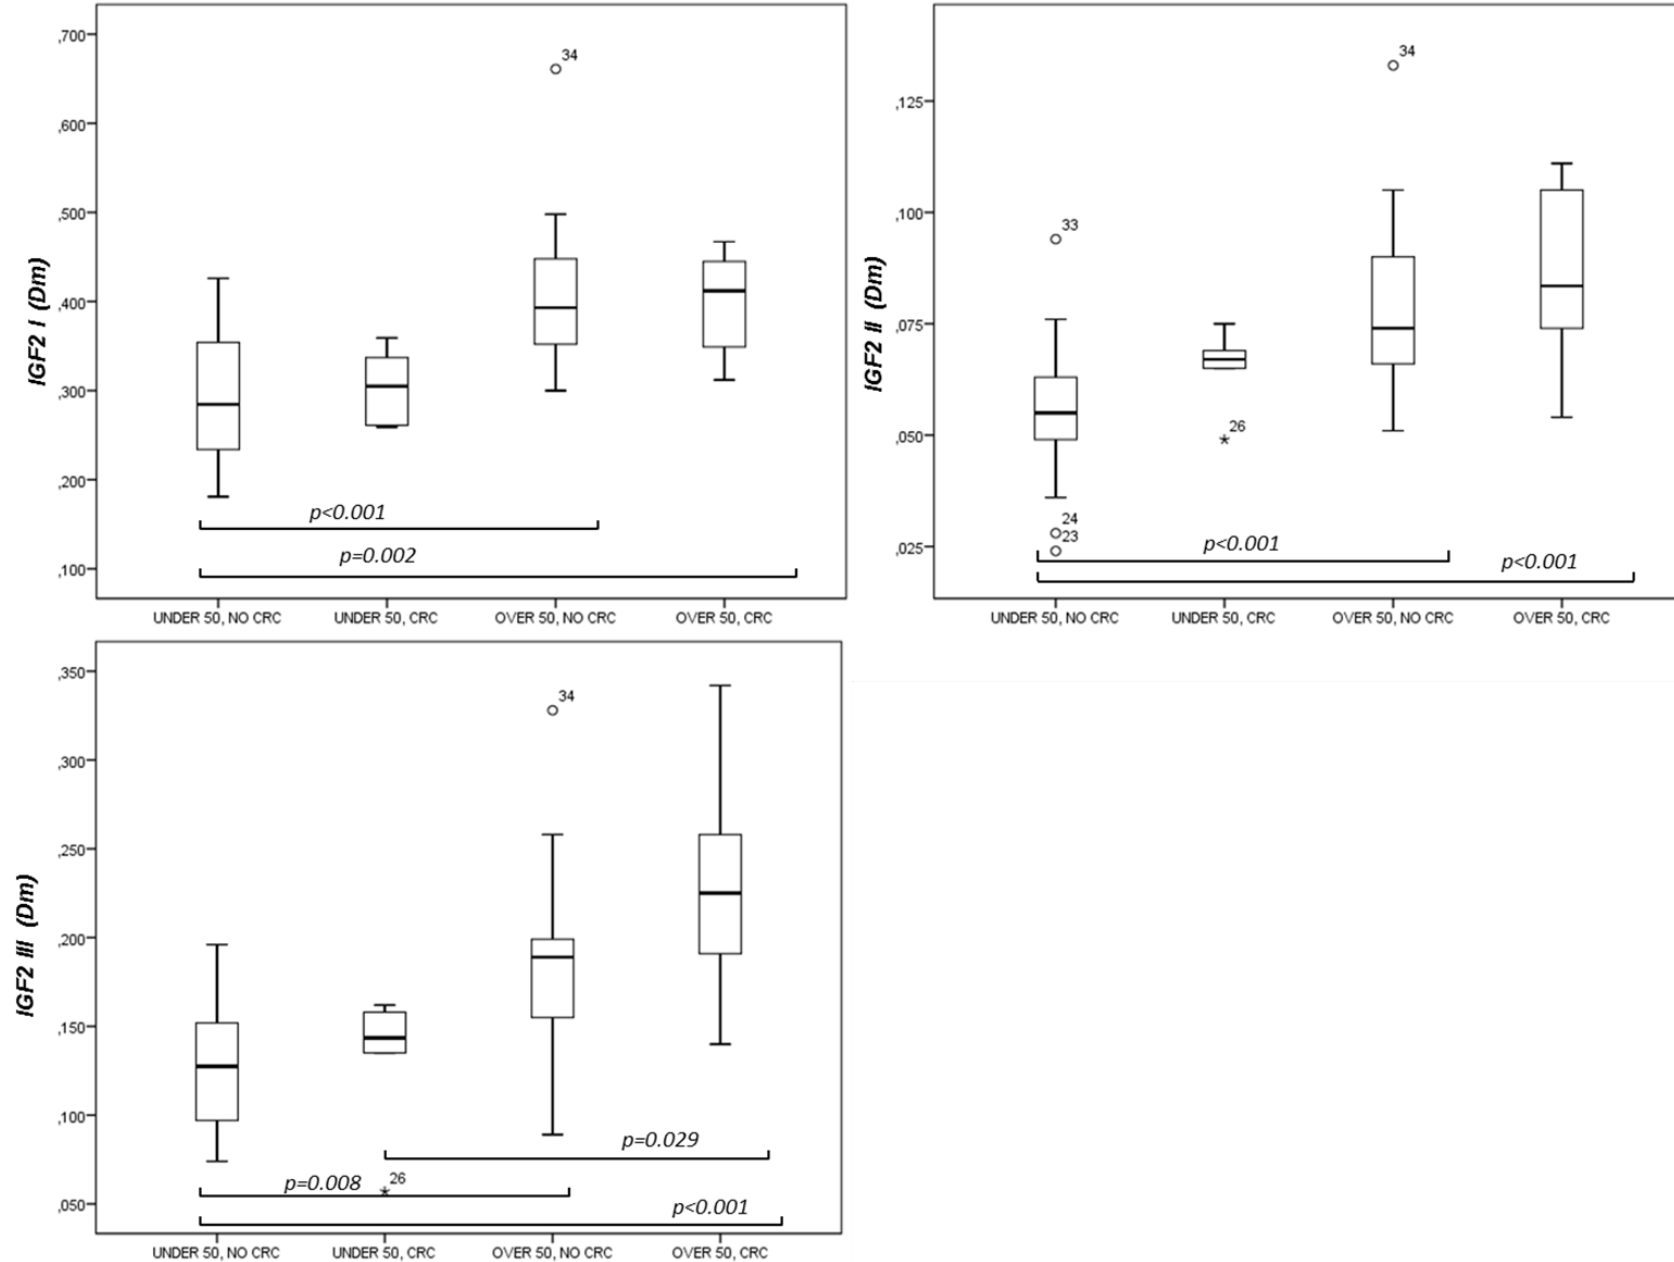 IGF2 I (Dm)
,700
,600
,500
,400
,300
,200
,100
34
p<0.001
p=0.002
UNDER 50, NO CRC
UNDER 50, CRC
OVER 50, NO CRC
OVER 50, CRC
IGF2 II (Dm)
,125
,100
,075
,050
,025
34
33
26
24
23
p<0.001
p<0.001
UNDER 50, NO CRC
UNDER 50, CRC
OVER 50, NO CRC
OVER 50, CRC
IGF2 III (Dm)
,350
,300
,250
,200
,150
,100
,050
34
p=0.029
26
p=0.008
p<0.001
UNDER 50, NO CRC
UNDER 50, CRC
OVER 50, NO CRC
OVER 50, CRC